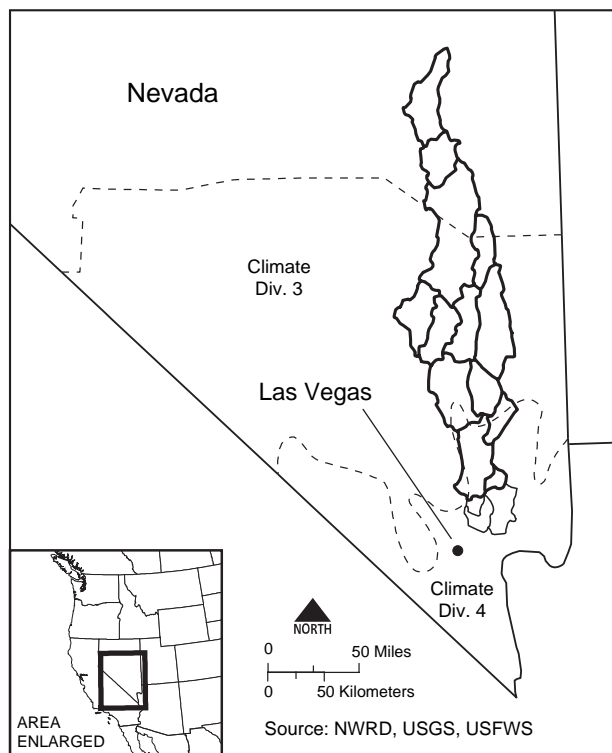 Nevada
Climate
Div. 3
Las Vegas
Climate
Div. 4
NORTH
0 50 Miles
0 50 Kilometers
AREA
ENLARGED
Source: NWRD, USGS, USFWS